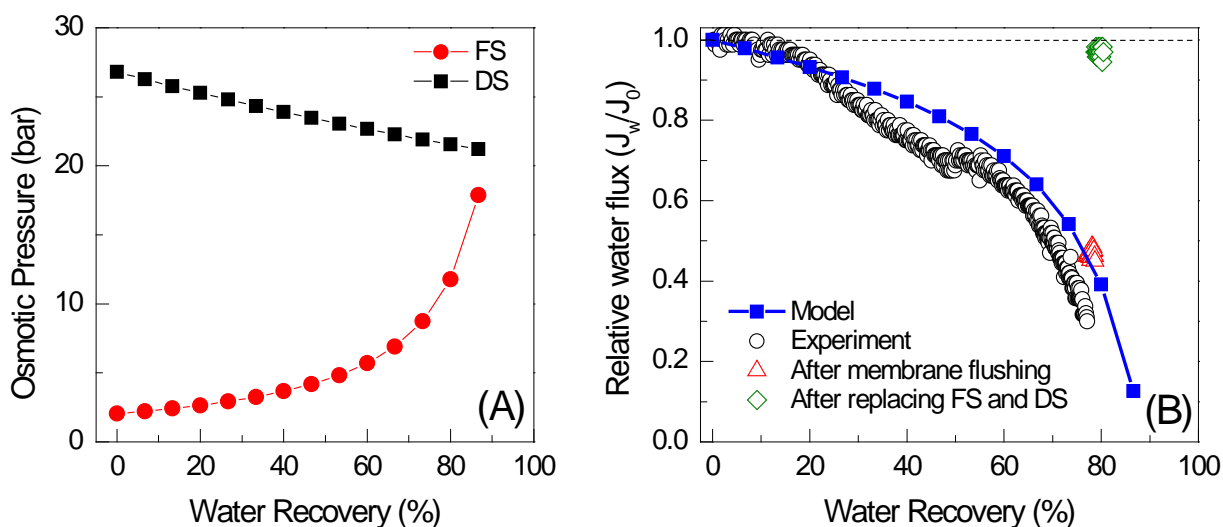 30
20
10
0
Osmotic Pressure (bar)
FS
DS
(A)
0 20 40 60 80 100
Water Recovery (%)
1.0
0.8
0.6
0.4
0.2
0.0
Relative water flux (J_w/J_0)
Model
Experiment
After membrane flushing
After replacing FS and DS
(B)
0 20 40 60 80 100
Water Recovery (%)